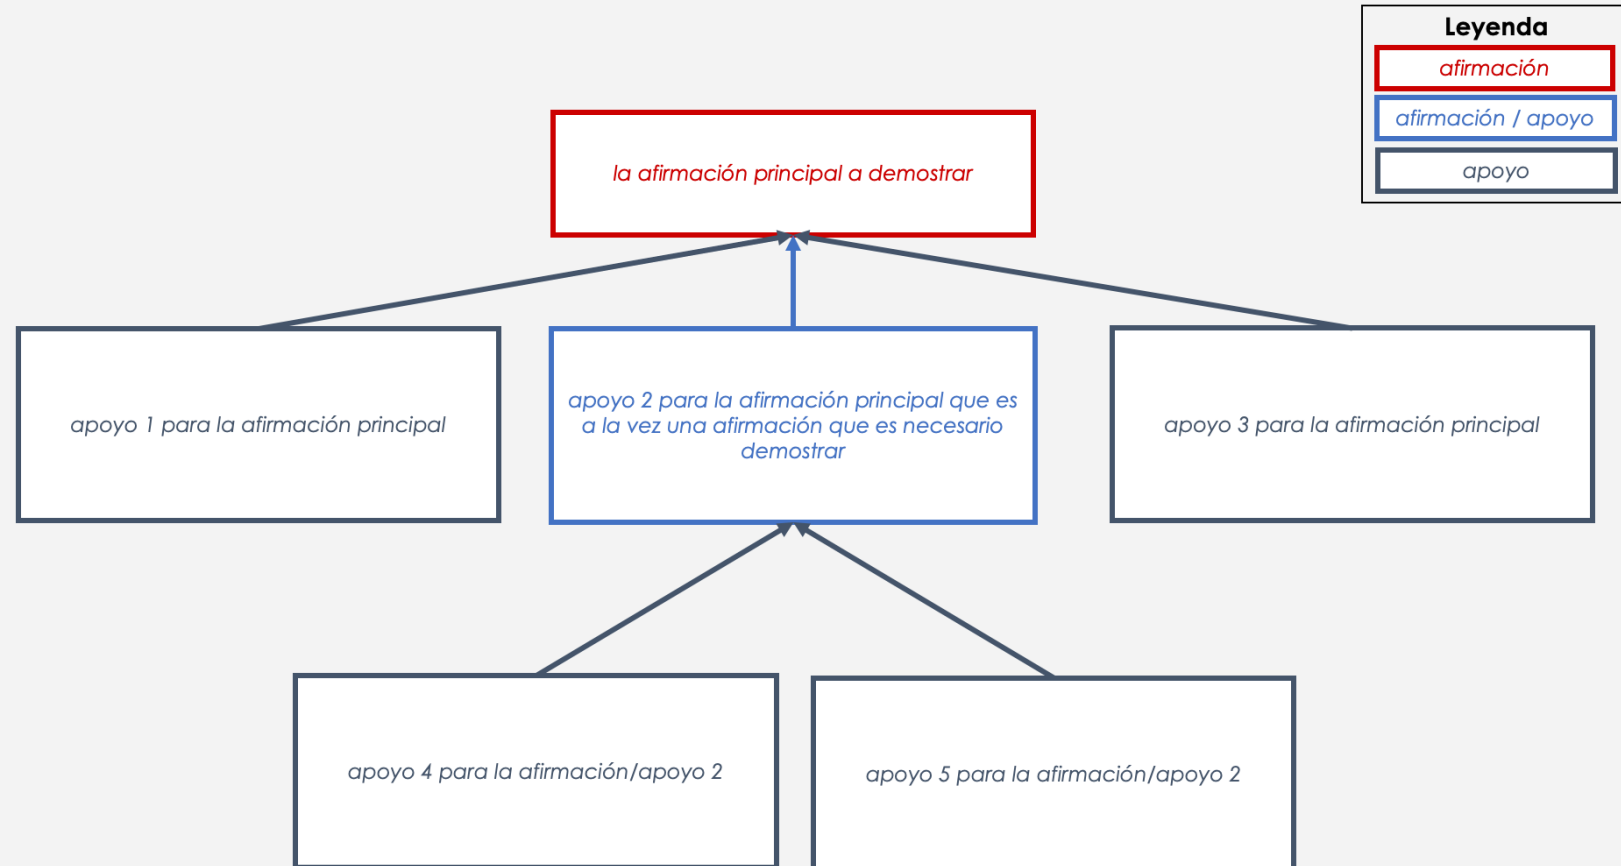 Leyenda
afirmación
afirmación / apoyo
apoyo
la afirmación principal a demostrar
apoyo 1 para la afirmación principal
apoyo 2 para la afirmación principal que es
a la vez una afirmación que es necesario
demostrar
apoyo 3 para la afirmación principal
apoyo 4 para la afirmación/apoyo 2
apoyo 5 para la afirmación/apoyo 2